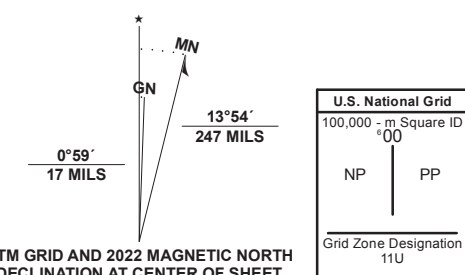 ★
MN
GN
13°54´
247 MILS
0°59´
17 MILS
TM GRID AND 2022 MAGNETIC NORTH
DECLINATION AT CENTER OF SHEET
U.S. National Grid
100,000 - m Square ID
⁶00
NP PP
Grid Zone Designation
11U